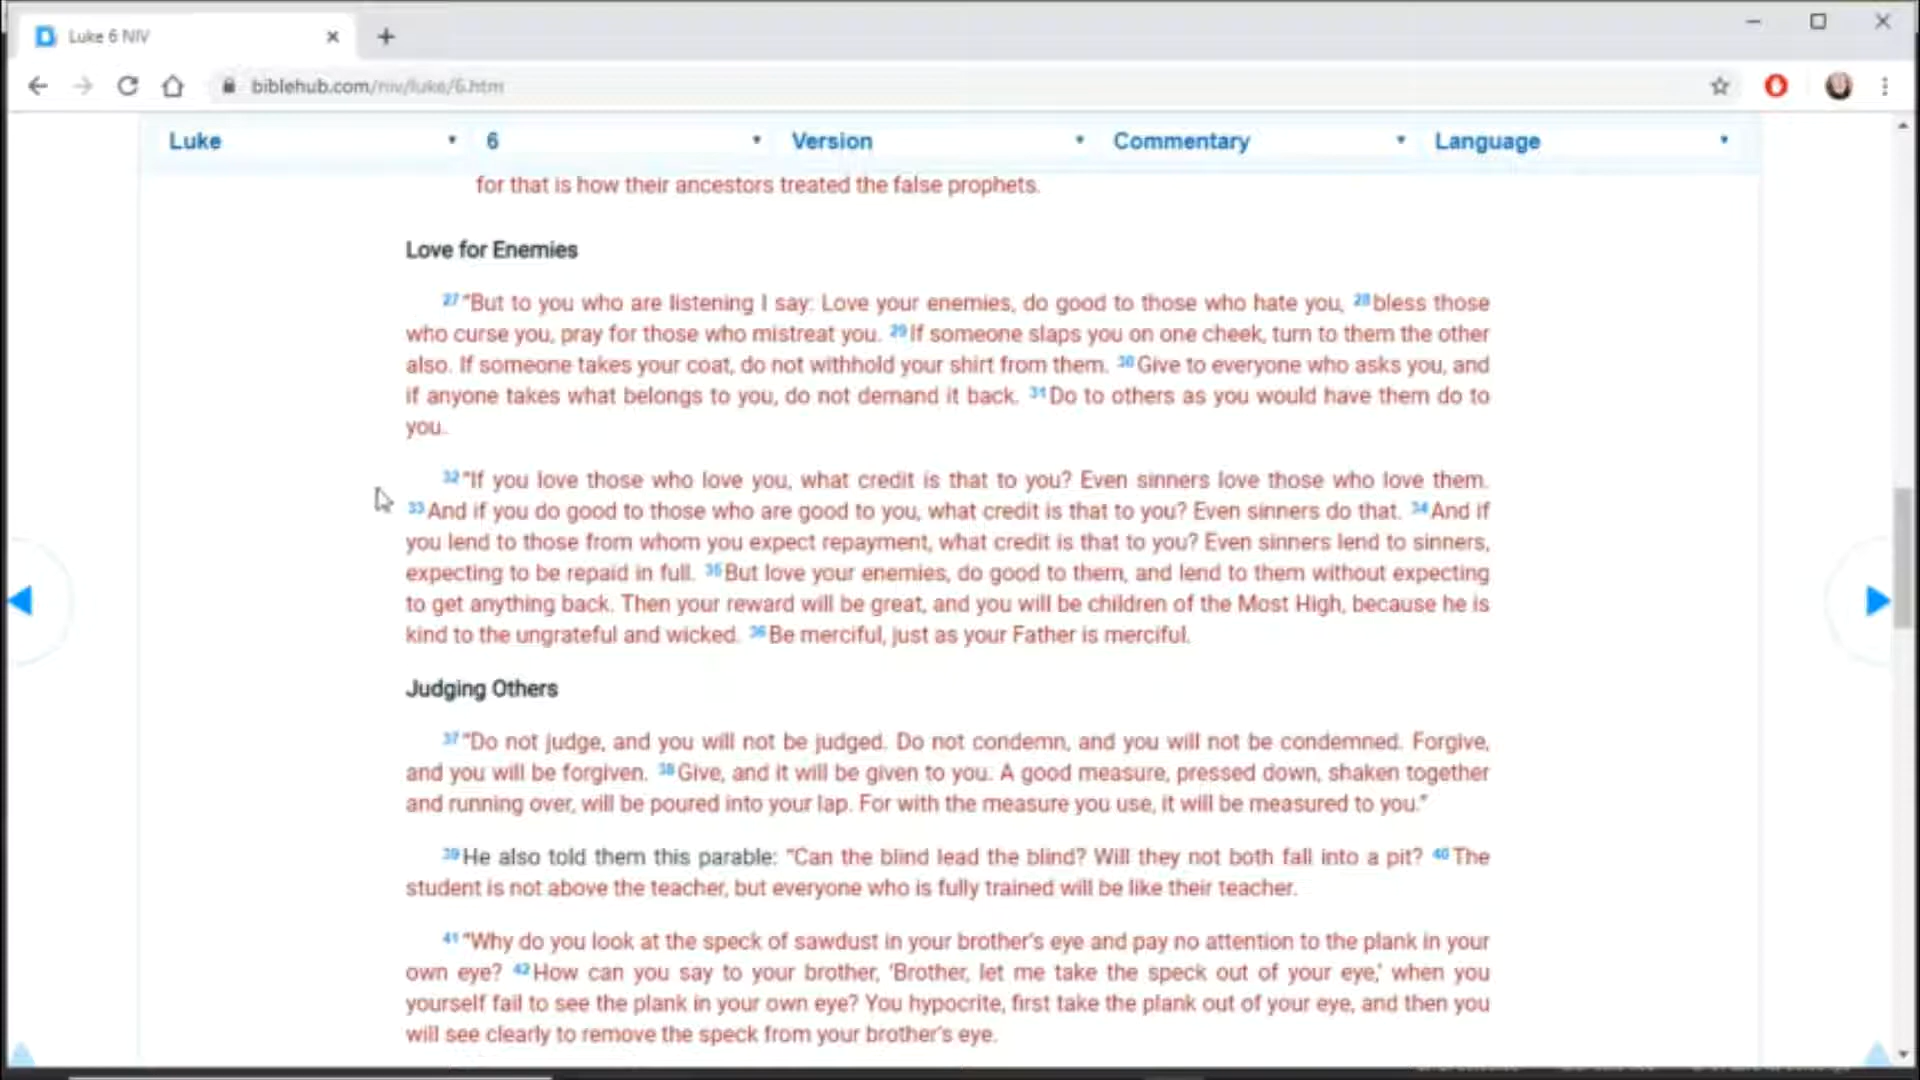 Luke 6 NIV
biblehub.com/niv/luke/6.htm
Luke 6 Version Commentary Language
for that is how their ancestors treated the false prophets.
Love for Enemies
27 “But to you who are listening I say: Love your enemies, do good to those who hate you, 28 bless those
who curse you, pray for those who mistreat you. 29 If someone slaps you on one cheek, turn to them the other
also. If someone takes your coat, do not withhold your shirt from them. 30 Give to everyone who asks you, and
if anyone takes what belongs to you, do not demand it back. 31 Do to others as you would have them do to
you.
32 “If you love those who love you, what credit is that to you? Even sinners love those who love them.
33 And if you do good to those who are good to you, what credit is that to you? Even sinners do that. 34 And if
you lend to those from whom you expect repayment, what credit is that to you? Even sinners lend to sinners,
expecting to be repaid in full. 35 But love your enemies, do good to them, and lend to them without expecting
to get anything back. Then your reward will be great, and you will be children of the Most High, because he is
kind to the ungrateful and wicked. 36 Be merciful, just as your Father is merciful.
Judging Others
37 “Do not judge, and you will not be judged. Do not condemn, and you will not be condemned. Forgive,
and you will be forgiven. 38 Give, and it will be given to you. A good measure, pressed down, shaken together
and running over, will be poured into your lap. For with the measure you use, it will be measured to you.”
39 He also told them this parable: “Can the blind lead the blind? Will they not both fall into a pit? 40 The
student is not above the teacher, but everyone who is fully trained will be like their teacher.
41 “Why do you look at the speck of sawdust in your brother’s eye and pay no attention to the plank in your
own eye? 42 How can you say to your brother, ‘Brother, let me take the speck out of your eye,’ when you
yourself fail to see the plank in your own eye? You hypocrite, first take the plank out of your eye, and then you
will see clearly to remove the speck from your brother’s eye.